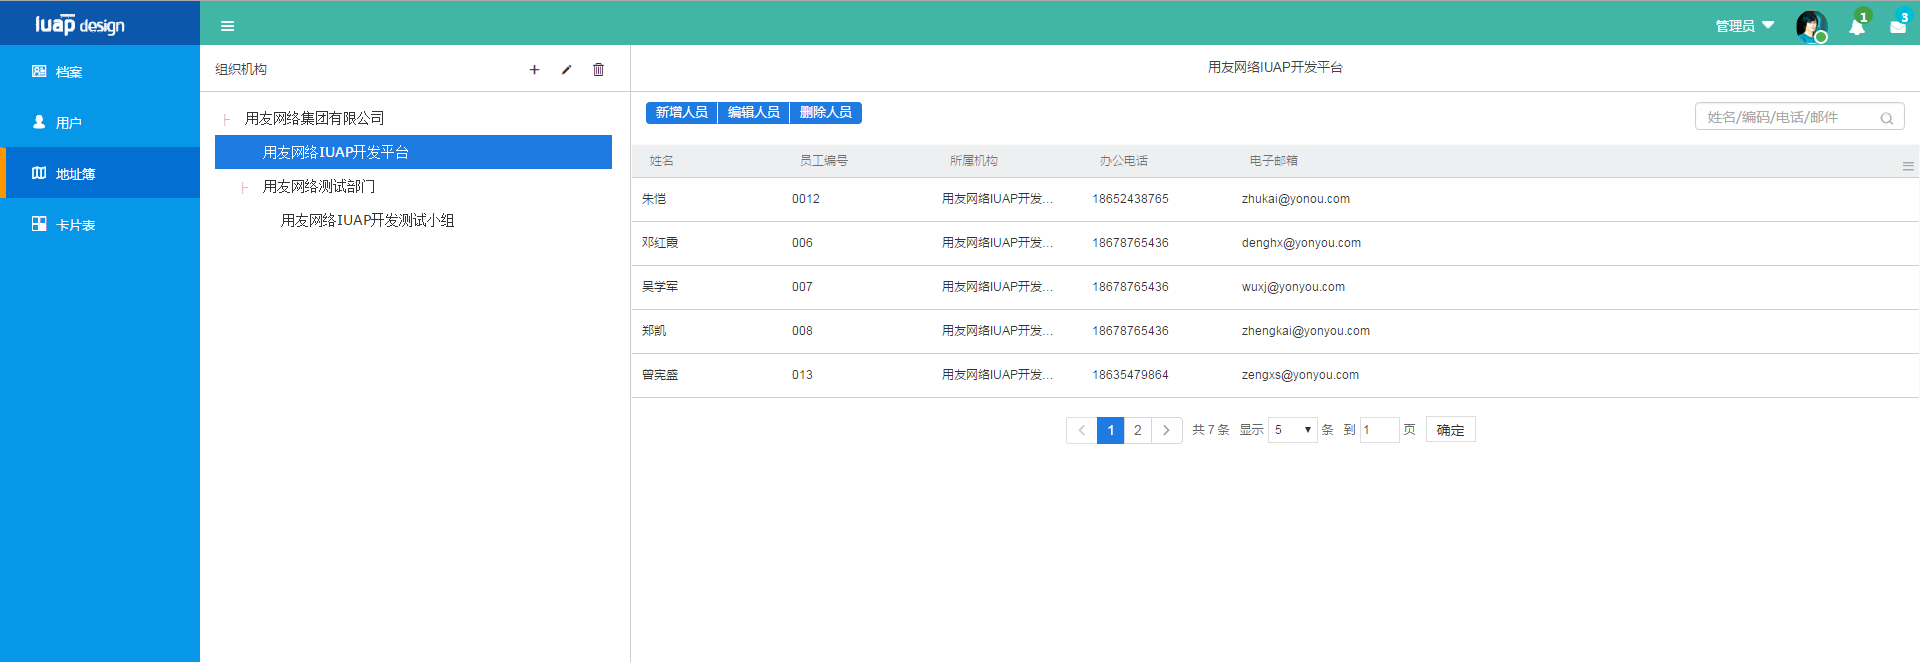 iuap design
管理员
1
3
档案
用户
地址簿
卡片表
组织机构
用友网络集团有限公司
用友网络IUAP开发平台
用友网络测试部门
用友网络IUAP开发测试小组
用友网络IUAP开发平台
新增人员 编辑人员 删除人员
姓名/编码/电话/邮件
姓名 员工编号 所属机构 办公电话 电子邮箱
朱恺 0012 用友网络IUAP开发... 18652438765 zhukai@yonou.com
邓红霞 006 用友网络IUAP开发... 18678765436 denghx@yonyou.com
吴学军 007 用友网络IUAP开发... 18678765436 wuxj@yonyou.com
郑凯 008 用友网络IUAP开发... 18678765436 zhengkai@yonyou.com
曾宪盛 013 用友网络IUAP开发... 18635479864 zengxs@yonyou.com
1 2 共 7 条 显示 5 条 到 1 页 确定